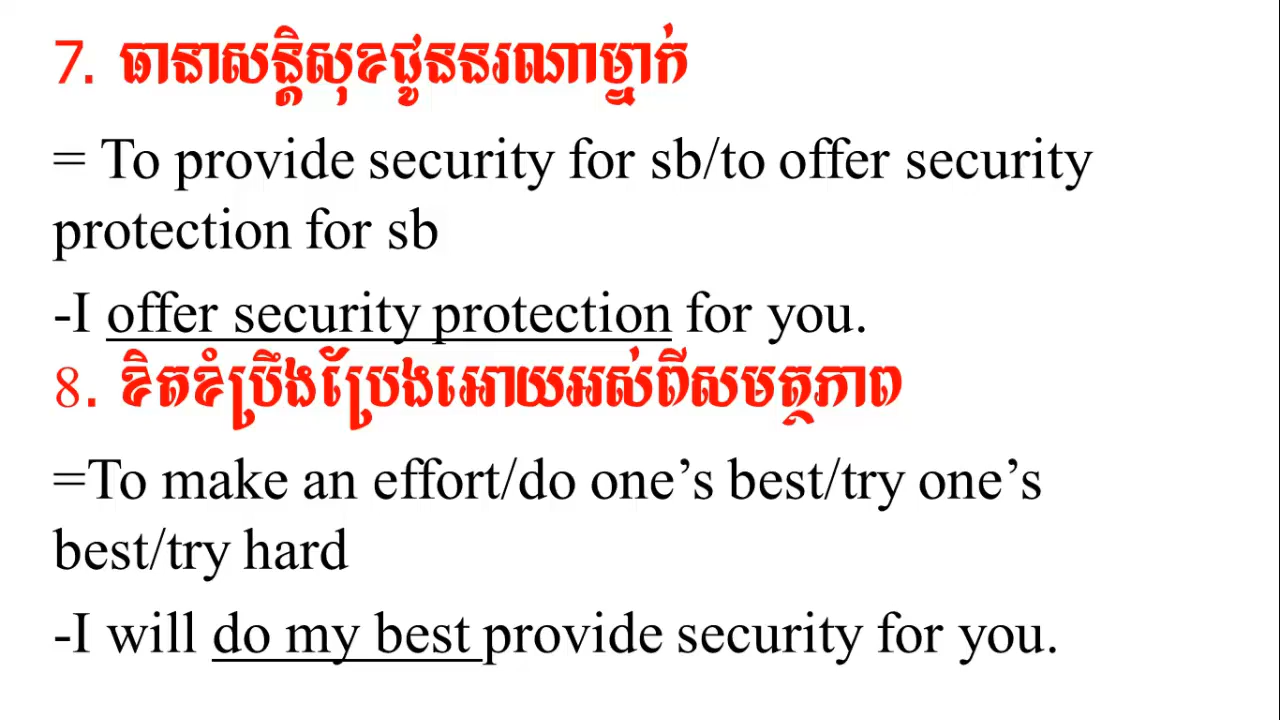 7. ធានាសន្តិសុខជូននរណាម្នាក់
= To provide security for sb/to offer security
protection for sb
-I offer security protection for you.
8. ខិតខំប្រឹងប្រែងអោយអស់ពីសមត្ថភាព
=To make an effort/do one’s best/try one’s
best/try hard
-I will do my best provide security for you.